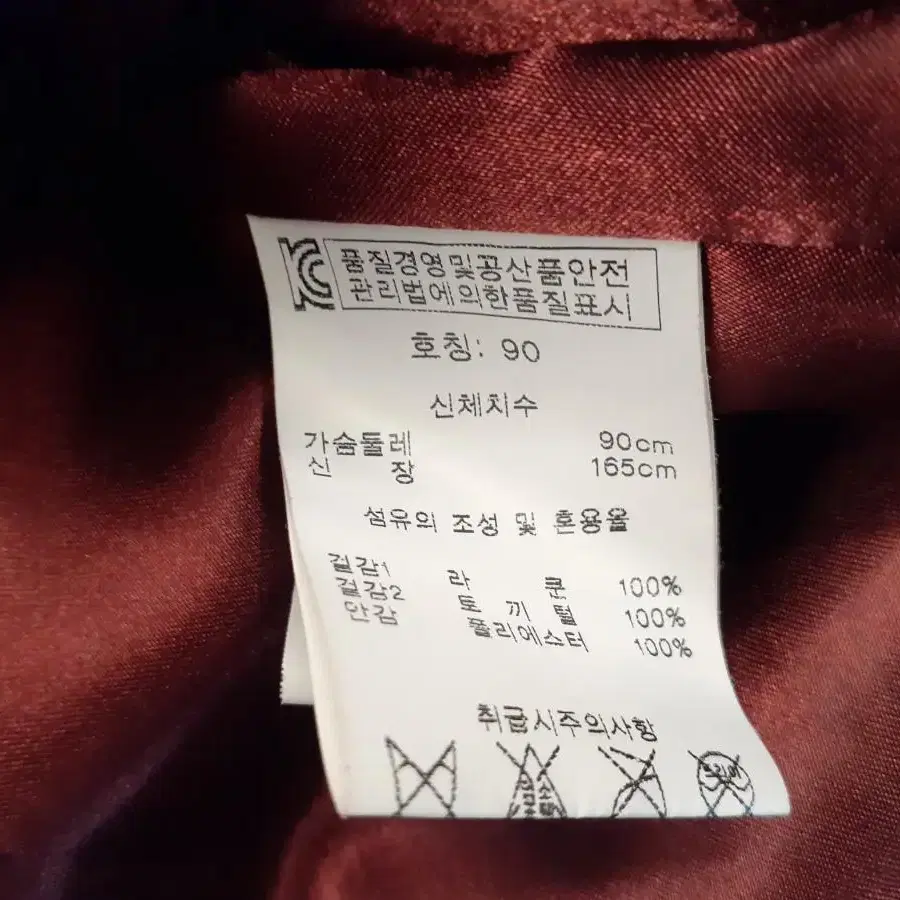 품질경영및공산품안전
관리법에의한품질표시
호칭: 90
신체치수
가슴둘레 90cm
신 장 165cm
섬유의 조성 및 혼용율
겉감1 라 쿤 100%
겉감2 토 끼 털 100%
안감 폴리에스터 100%
취급시주의사항